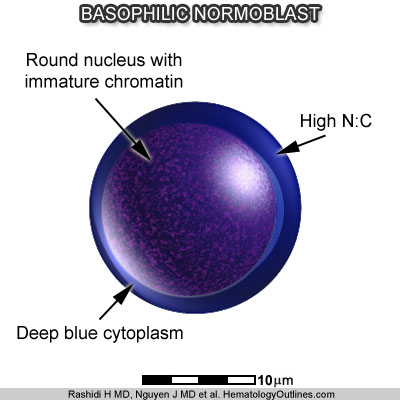 BASOPHILIC NORMOBLAST
Round nucleus with
immature chromatin
High N:C
Deep blue cytoplasm
10µm
Rashidi H MD, Nguyen J MD et al. HematologyOutlines.com